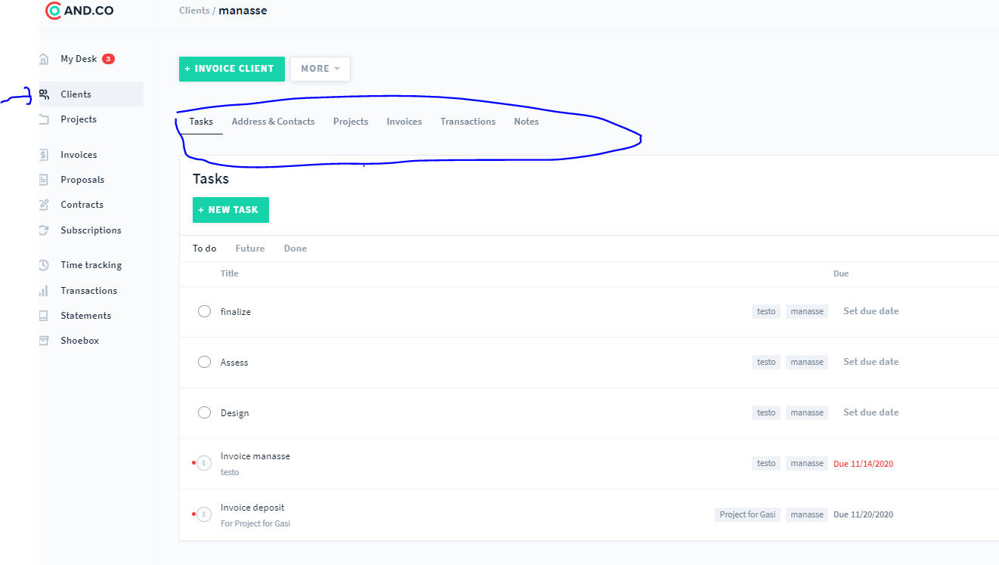 AND.CO
Clients / manasse
My Desk 3
Clients
Projects
Invoices
Proposals
Contracts
Subscriptions
Time tracking
Transactions
Statements
Shoebox
+ INVOICE CLIENT MORE
Tasks Address & Contacts Projects Invoices Transactions Notes
Tasks
+ NEW TASK
To do Future Done
Title Due
finalize testo manasse Set due date
Assess testo manasse Set due date
Design testo manasse Set due date
$ Invoice manasse testo manasse Due 11/14/2020
testo
$ Invoice deposit Project for Gasi manasse Due 11/20/2020
For Project for Gasi